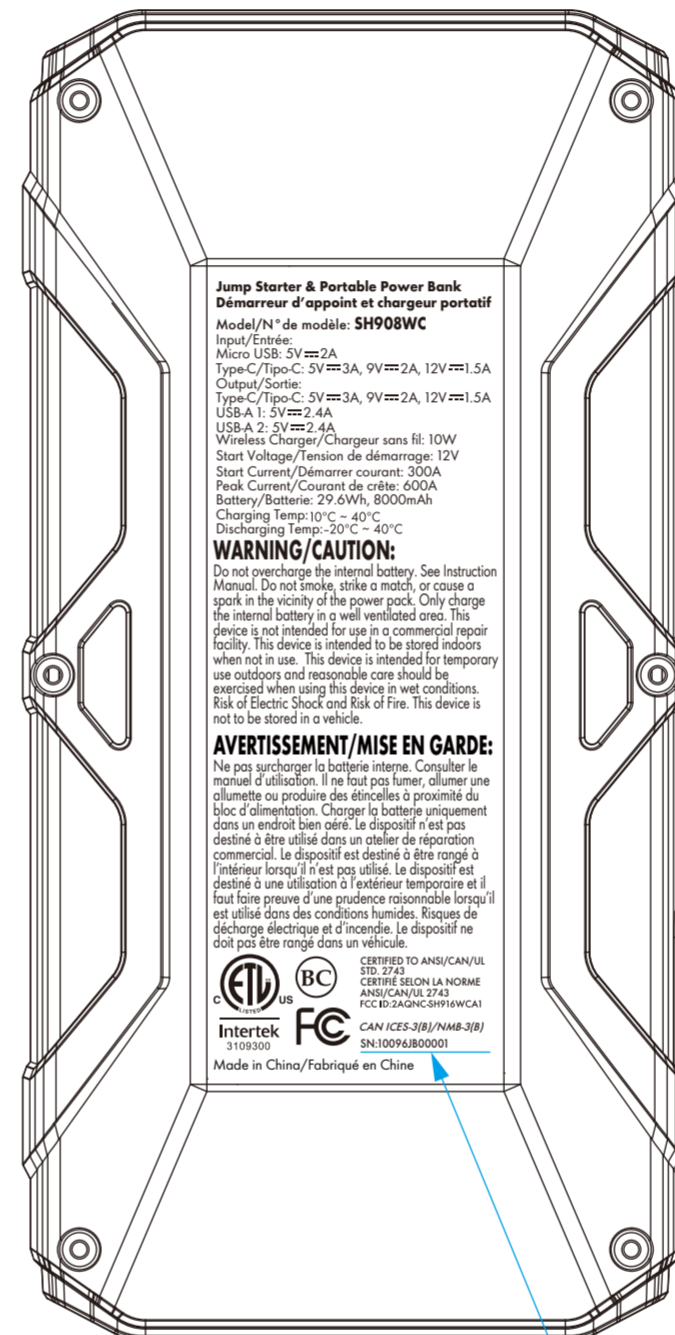 Jump Starter & Portable Power Bank
Démarreur d'appoint et chargeur portatif
Model/N° de modèle: SH908WC
Input/Entrée:
Micro USB: 5V⎓2A
Type-C/Tipo-C: 5V⎓3A, 9V⎓2A, 12V⎓1.5A
Output/Sortie:
Type-C/Tipo-C: 5V⎓3A, 9V⎓2A, 12V⎓1.5A
USB-A 1: 5V⎓2.4A
USB-A 2: 5V⎓2.4A
Wireless Charger/Chargeur sans fil: 10W
Start Voltage/Tension de démarrage: 12V
Start Current/Démarrer courant: 300A
Peak Current/Courant de crête: 600A
Battery/Batterie: 29.6Wh, 8000mAh
Charging Temp:10°C ~ 40°C
Discharging Temp:-20°C ~ 40°C
WARNING/CAUTION:
Do not overcharge the internal battery. See Instruction
Manual. Do not smoke, strike a match, or cause a
spark in the vicinity of the power pack. Only charge
the internal battery in a well ventilated area. This
device is not intended for use in a commercial repair
facility. This device is intended to be stored indoors
when not in use. This device is intended for temporary
use outdoors and reasonable care should be
exercised when using this device in wet conditions.
Risk of Electric Shock and Risk of Fire. This device is
not to be stored in a vehicle.
AVERTISSEMENT/MISE EN GARDE:
Ne pas surcharger la batterie interne. Consulter le
manuel d'utilisation. Il ne faut pas fumer, allumer une
allumette ou produire des étincelles à proximité du
bloc d'alimentation. Charger la batterie uniquement
dans un endroit bien aéré. Le dispositif n'est pas
destiné à être utilisé dans un atelier de réparation
commercial. Le dispositif est destiné à être rangé à
l'intérieur lorsqu'il n'est pas utilisé. Le dispositif est
destiné à une utilisation à l'extérieur temporaire et il
faut faire preuve d'une prudence raisonnable lorsqu'il
est utilisé dans des conditions humides. Risques de
décharge électrique et d'incendie. Le dispositif ne
doit pas être rangé dans un véhicule.
C ETL LISTED US
Intertek
3109300
BC
FC
CERTIFIED TO ANSI/CAN/UL
STD. 2743
CERTIFIÉ SELON LA NORME
ANSI/CAN/UL 2743
FCC ID:2AQNC-SH916WCA1
CAN ICES-3(B)/NMB-3(B)
SN:10096JB00001
Made in China/Fabriqué en Chine